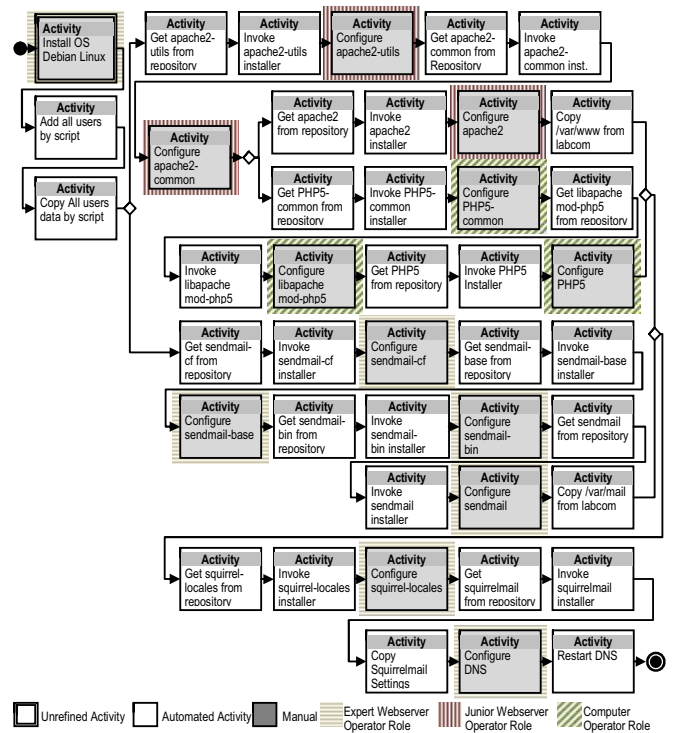 Activity
Install OS
Debian Linux
Activity
Get apache2-
utils from
repository
Activity
Invoke
apache2-utils
installer
Activity
Configure
apache2-utils
Activity
Get apache2-
common from
Repository
Activity
Invoke
apache2-
common inst.
Activity
Add all users
by script
Activity
Copy All users
data by script
Activity
Configure
apache2-
common
Activity
Get apache2
from repository
Activity
Invoke
apache2
installer
Activity
Configure
apache2
Activity
Copy
/var/www from
labcom
Activity
Get PHP5-
common from
repository
Activity
Invoke PHP5-
common
installer
Activity
Configure
PHP5-
common
Activity
Get libapache
mod-php5
from repository
Activity
Invoke
libapache
mod-php5
Activity
Configure
libapache
mod-php5
Activity
Get PHP5
from repository
Activity
Invoke PHP5
Installer
Activity
Configure
PHP5
Activity
Get sendmail-
cf from
repository
Activity
Invoke
sendmail-cf
installer
Activity
Configure
sendmail-cf
Activity
Get sendmail-
base from
repository
Activity
Invoke
sendmail-base
installer
Activity
Configure
sendmail-base
Activity
Get sendmail-
bin from
repository
Activity
Invoke
sendmail-
bin installer
Activity
Configure
sendmail-
bin
Activity
Get sendmail
from repository
Activity
Invoke
sendmail
installer
Activity
Configure
sendmail
Activity
Copy /var/mail
from labcom
Activity
Get squirrel-
locales from
repository
Activity
Invoke
squirrel-locales
installer
Activity
Configure
squirrel-locales
Activity
Get
squirrelmail
from repository
Activity
Invoke
squirrelmail
installer
Activity
Copy
Squirrelmail
Settings
Activity
Configure
DNS
Activity
Restart DNS
Unrefined Activity
Automated Activity
Manual
Expert Webserver
Operator Role
Junior Webserver
Operator Role
Computer
Operator Role